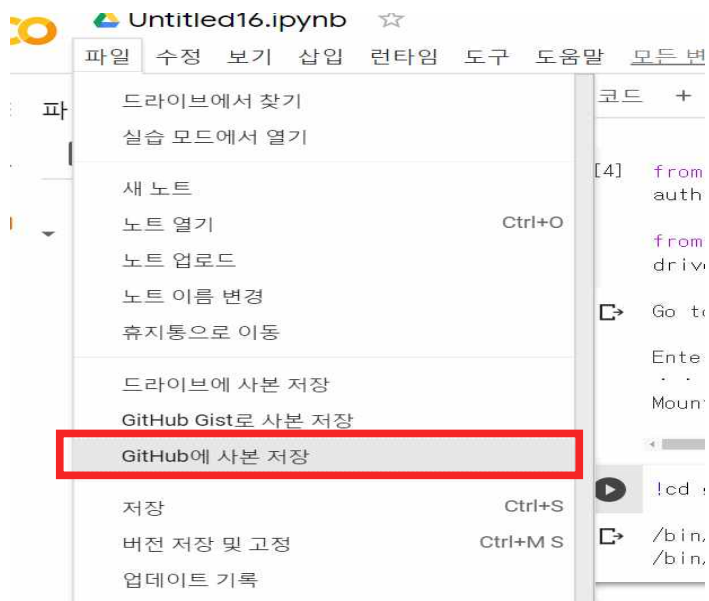 CO
Untitled16.ipynb
파일 수정 보기 삽입 런타임 도구 도움말 모든 변
파
코드 +
드라이브에서 찾기
실습 모드에서 열기
새 노트
노트 열기 Ctrl+O
노트 업로드
노트 이름 변경
휴지통으로 이동
드라이브에 사본 저장
GitHub Gist로 사본 저장
GitHub에 사본 저장
저장 Ctrl+S
버전 저장 및 고정 Ctrl+M S
업데이트 기록
[4] from
auth
from
drive
Go to
Ente
Moun
!cd
/bin/
/bin/